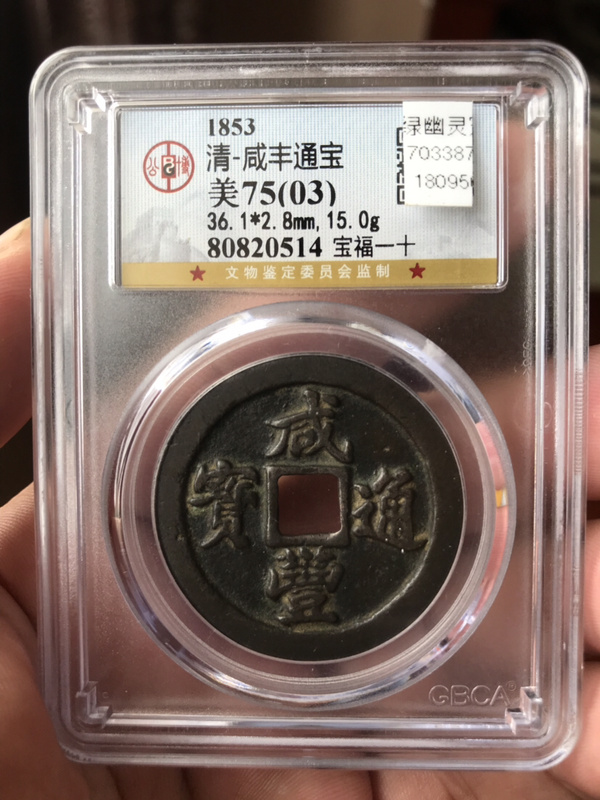 1853
清-咸丰通宝
美75(03)
36.1*2.8mm,15.0g
80820514 宝福一十
文物鉴定委员会监制
公博
绿幽灵
703387
18095
咸
寶 通
豐
GBCA